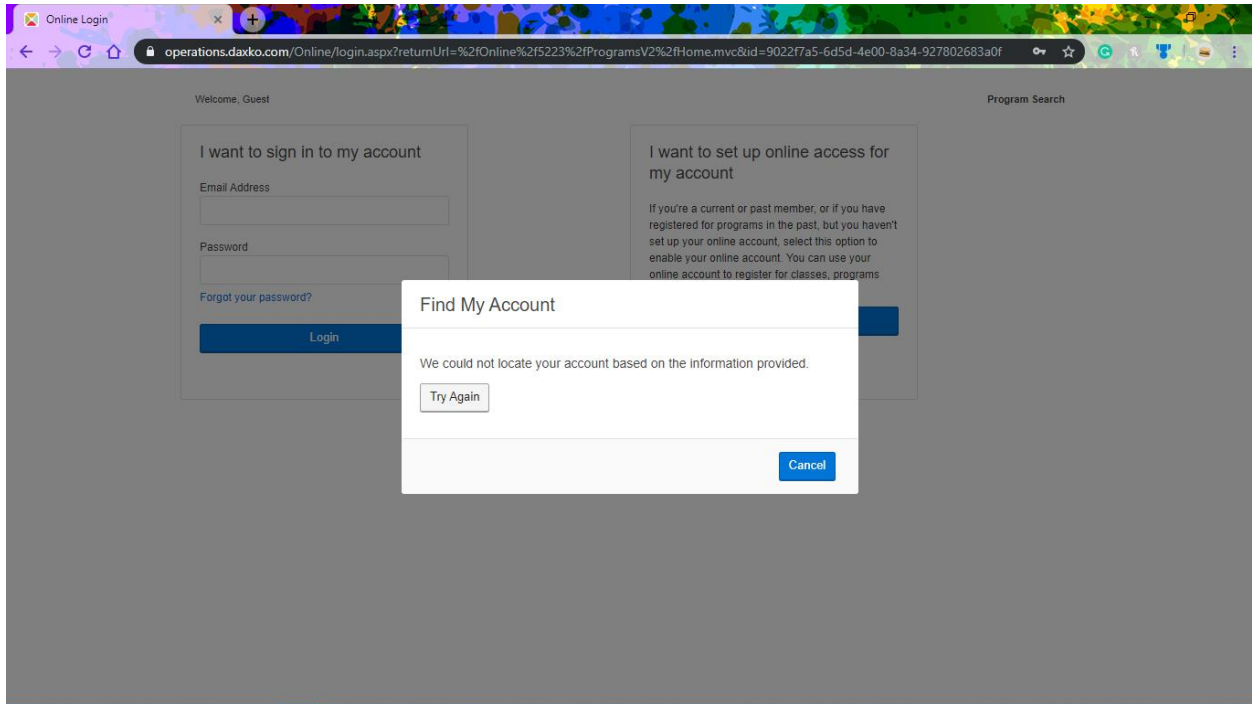 Online Login
operations.daxko.com/Online/login.aspx?returnUrl=%2fOnline%2f5223%2fProgramsV2%2fHome.mvc&id=9022f7a5-6d5d-4e00-8a34-927802683a0f
Welcome, Guest
Program Search
I want to sign in to my account
Email Address
Password
Forgot your password?
Login
I want to set up online access for
my account
If you're a current or past member, or if you have
registered for programs in the past, but you haven't
set up your online account, select this option to
enable your online account. You can use your
online account to register for classes, programs
Find My Account
We could not locate your account based on the information provided.
Try Again
Cancel